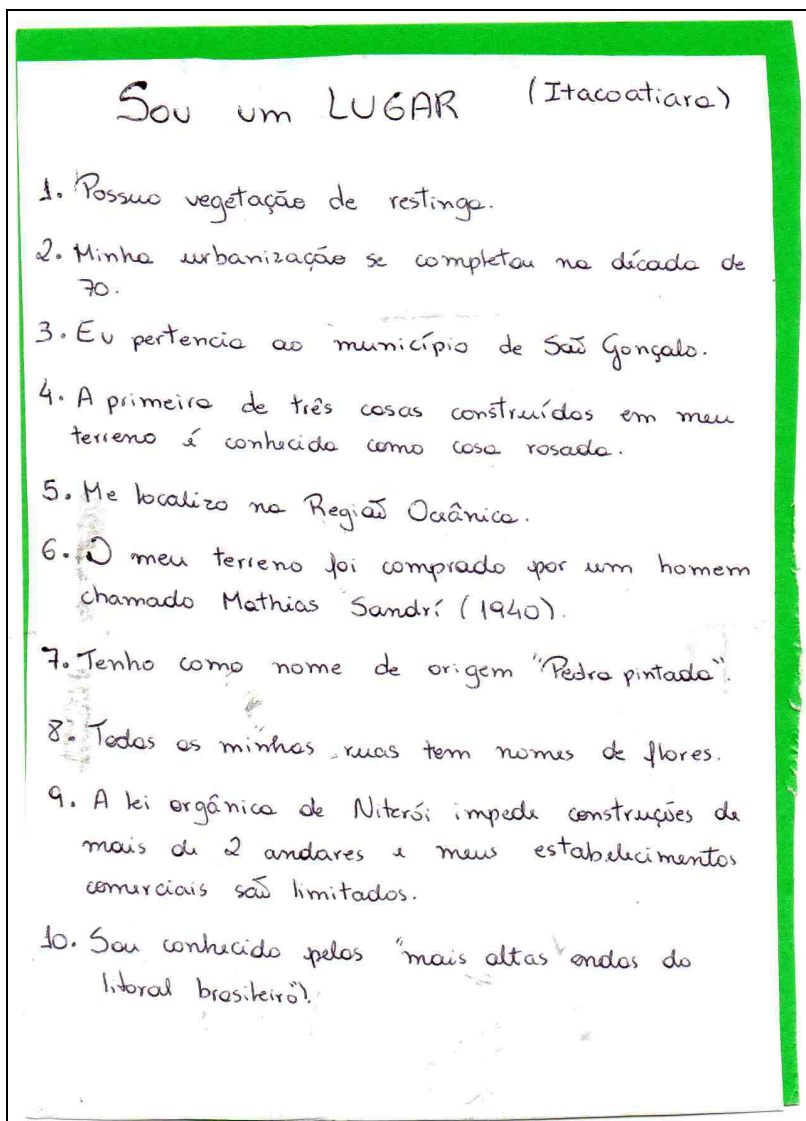 Sou um LUGAR (Itacoatiara)
1. Possuo vegetação de restinga.
2. Minha urbanização se completou na década de
70.
3. Eu pertencia ao município de São Gonçalo.
4. A primeira de três casas construídas em meu
terreno é conhecida como casa rosada.
5. Me localizo na Região Oceânica.
6. O meu terreno foi comprado por um homem
chamado Mathias Sandrí (1940).
7. Tenho como nome de origem "Pedra pintada".
8. Todas as minhas ruas tem nomes de flores.
9. A lei orgânica de Niterói impede construções de
mais de 2 andares e meus estabelecimentos
comerciais são limitados.
10. Sou conhecido pelas "mais altas ondas do
litoral brasileiro").